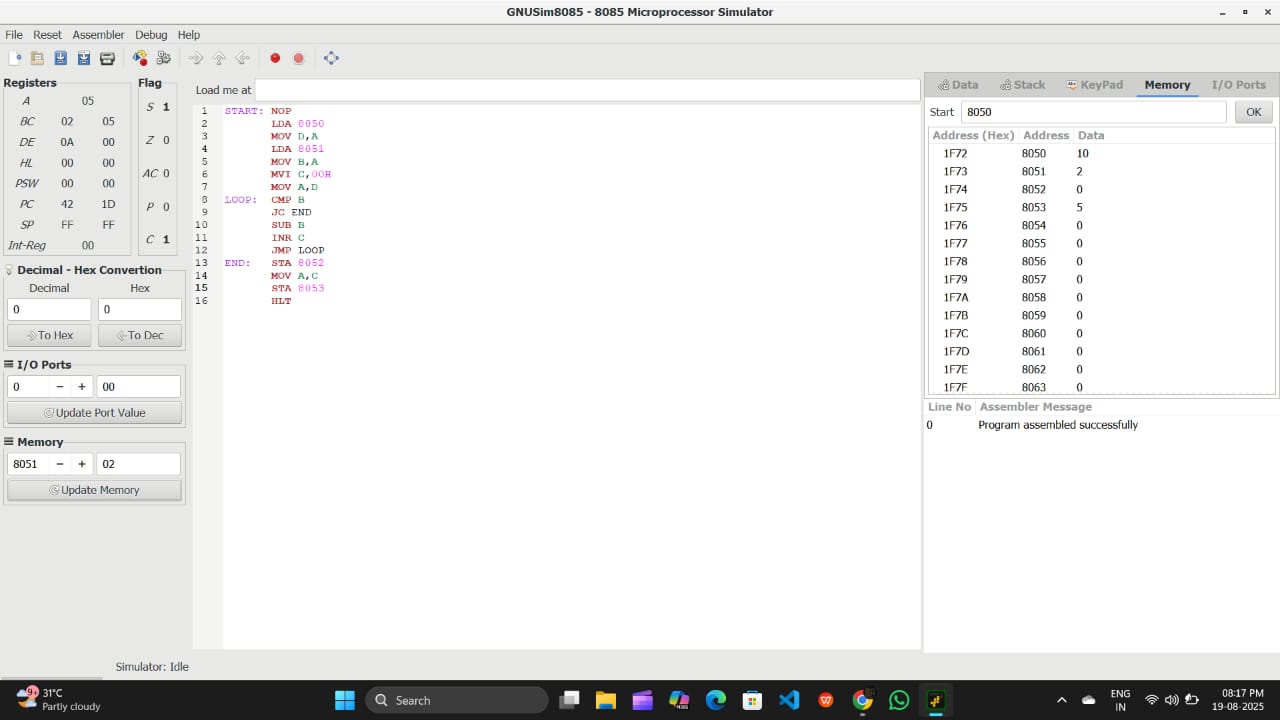 GNUSim8085 - 8085 Microprocessor Simulator
File Reset Assembler Debug Help
Registers
A 05
BC 02 05
DE 0A 00
HL 00 00
PSW 00 00
PC 42 1D
SP FF FF
Int-Reg 00
Flag
S 1
Z 0
AC 0
P 0
C 1
Decimal - Hex Convertion
Decimal Hex
0 0
To Hex To Dec
I/O Ports
0 − + 00
Update Port Value
Memory
8051 − + 02
Update Memory
Load me at
1 START: NOP
2 LDA 8050
3 MOV D,A
4 LDA 8051
5 MOV B,A
6 MVI C,00H
7 MOV A,D
8 LOOP: CMP B
9 JC END
10 SUB B
11 INR C
12 JMP LOOP
13 END: STA 8052
14 MOV A,C
15 STA 8053
16 HLT
Data Stack KeyPad Memory I/O Ports
Start 8050 OK
Address (Hex) Address Data
1F72 8050 10
1F73 8051 2
1F74 8052 0
1F75 8053 5
1F76 8054 0
1F77 8055 0
1F78 8056 0
1F79 8057 0
1F7A 8058 0
1F7B 8059 0
1F7C 8060 0
1F7D 8061 0
1F7E 8062 0
1F7F 8063 0
Line No Assembler Message
0 Program assembled successfully
Simulator: Idle
9+
31°C
Partly cloudy
Search
ENG
IN
08:17 PM
19-08-2025